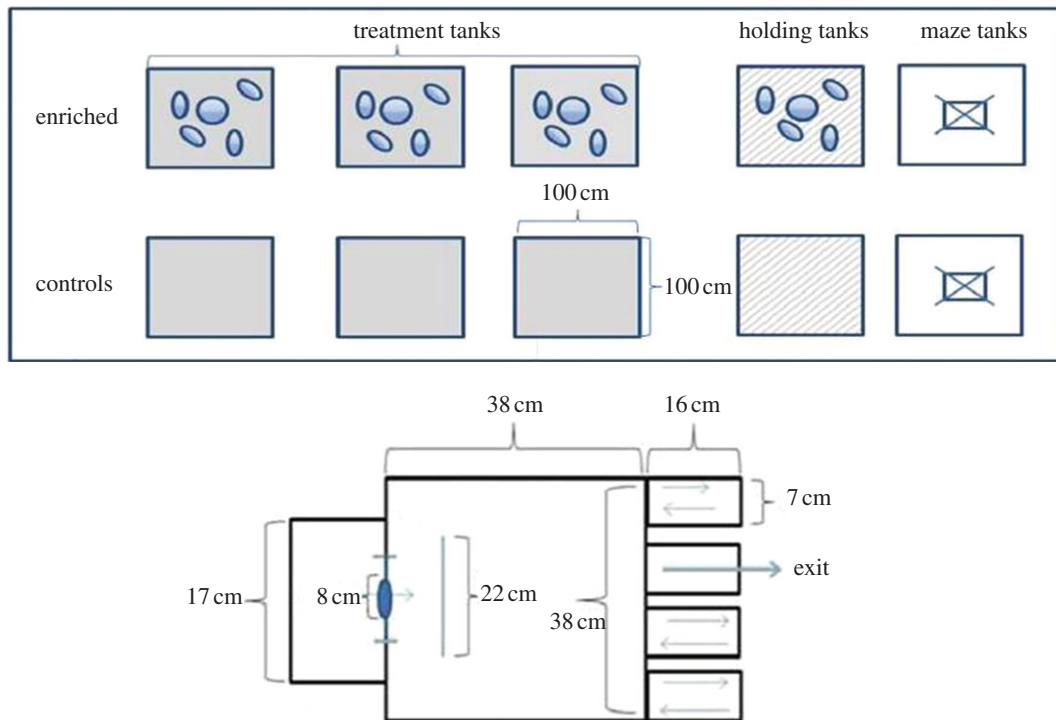 treatment tanks
holding tanks
maze tanks
enriched
100 cm
controls
100 cm
38 cm
16 cm
7 cm
exit
17 cm
8 cm
22 cm
38 cm